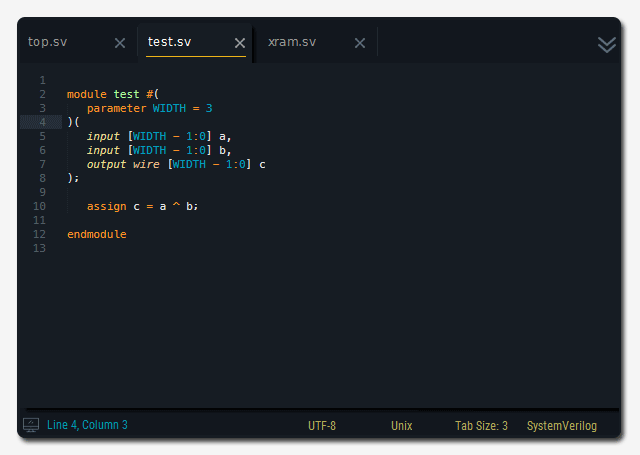 top.sv test.sv xram.sv
1
2 module test #(
3 parameter WIDTH = 3
4 )(
5 input [WIDTH - 1:0] a,
6 input [WIDTH - 1:0] b,
7 output wire [WIDTH - 1:0] c
8 );
9
10 assign c = a ^ b;
11
12 endmodule
13
Line 4, Column 3 UTF-8 Unix Tab Size: 3 SystemVerilog